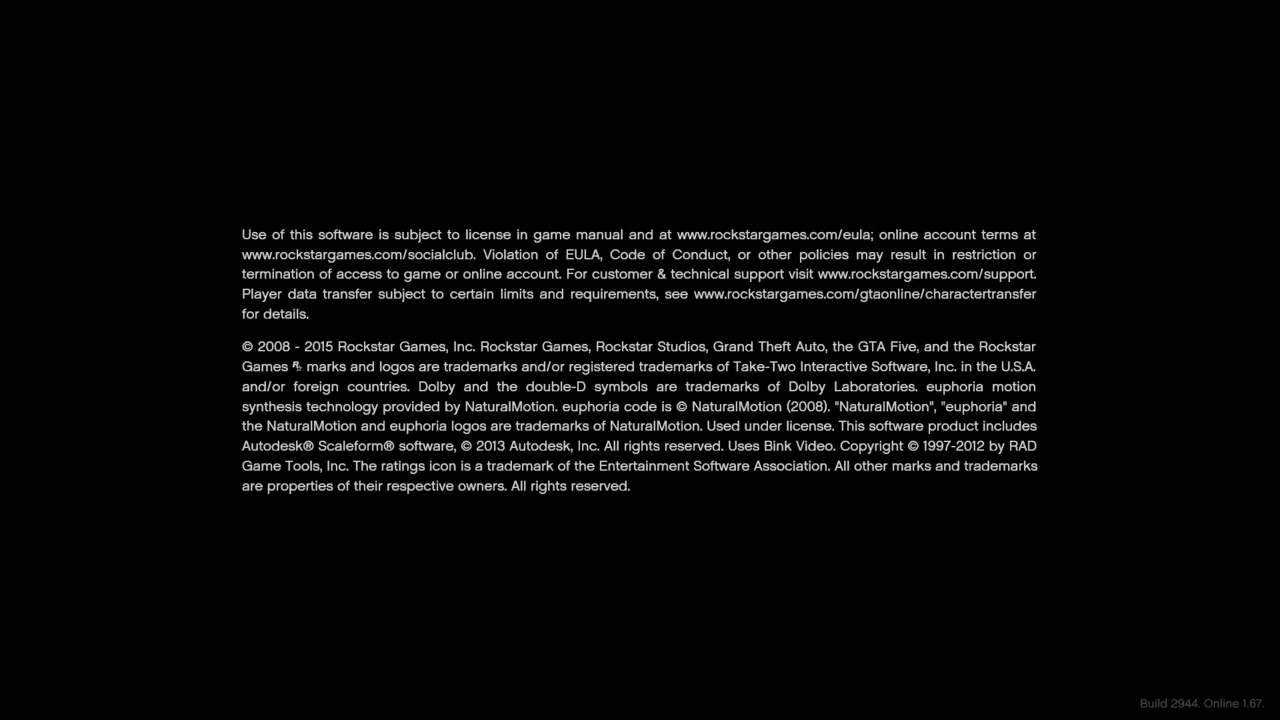 Use of this software is subject to license in game manual and at www.rockstargames.com/eula; online account terms at
www.rockstargames.com/socialclub. Violation of EULA, Code of Conduct, or other policies may result in restriction or
termination of access to game or online account. For customer & technical support visit www.rockstargames.com/support.
Player data transfer subject to certain limits and requirements, see www.rockstargames.com/gtaonline/charactertransfer
for details.
© 2008 - 2015 Rockstar Games, Inc. Rockstar Games, Rockstar Studios, Grand Theft Auto, the GTA Five, and the Rockstar
Games R* marks and logos are trademarks and/or registered trademarks of Take-Two Interactive Software, Inc. in the U.S.A.
and/or foreign countries. Dolby and the double-D symbols are trademarks of Dolby Laboratories. euphoria motion
synthesis technology provided by NaturalMotion. euphoria code is © NaturalMotion (2008). "NaturalMotion", "euphoria" and
the NaturalMotion and euphoria logos are trademarks of NaturalMotion. Used under license. This software product includes
Autodesk® Scaleform® software, © 2013 Autodesk, Inc. All rights reserved. Uses Bink Video. Copyright © 1997-2012 by RAD
Game Tools, Inc. The ratings icon is a trademark of the Entertainment Software Association. All other marks and trademarks
are properties of their respective owners. All rights reserved.
Build 2944. Online 1.67.